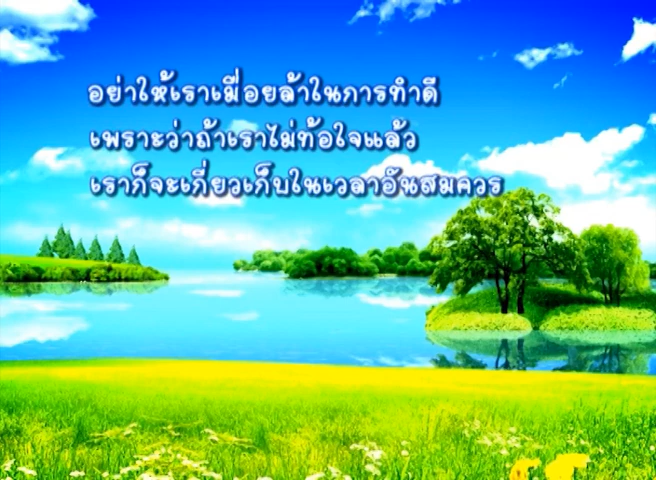 อย่าให้เราเมื่อยล้าในการทำดี
เพราะว่าถ้าเราไม่ท้อใจแล้ว
เราก็จะเกี่ยวเก็บในเวลาอันสมควร